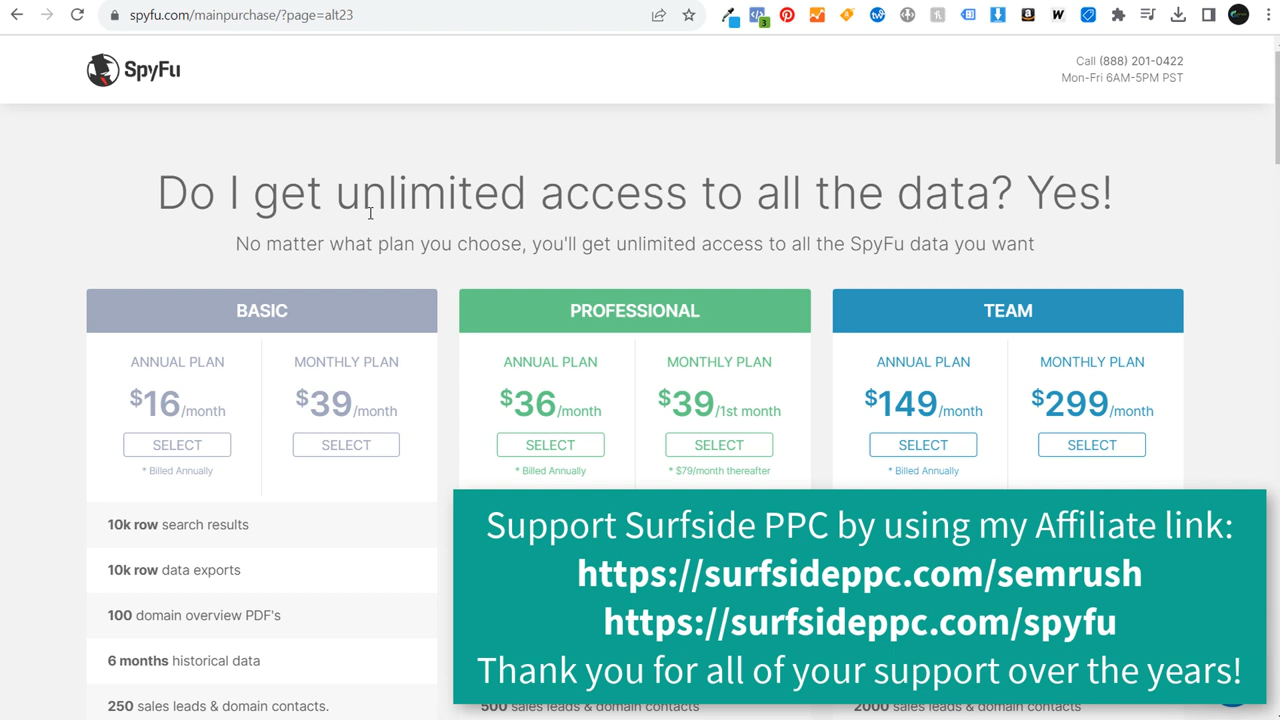 spyfu.com/mainpurchase/?page=alt23
3
SpyFu
Call (888) 201-0422
Mon-Fri 6AM-5PM PST
Do I get unlimited access to all the data? Yes!
No matter what plan you choose, you'll get unlimited access to all the SpyFu data you want
BASIC
ANNUAL PLAN
$16/month
SELECT
* Billed Annually
MONTHLY PLAN
$39/month
SELECT
10k row search results
10k row data exports
100 domain overview PDF's
6 months historical data
250 sales leads & domain contacts.
PROFESSIONAL
ANNUAL PLAN
$36/month
SELECT
* Billed Annually
MONTHLY PLAN
$39/1st month
SELECT
* $79/month thereafter
500 sales leads & domain contacts
TEAM
ANNUAL PLAN
$149/month
SELECT
* Billed Annually
MONTHLY PLAN
$299/month
SELECT
2000 sales leads & domain contacts
Support Surfside PPC by using my Affiliate link:
https://surfsideppc.com/semrush
https://surfsideppc.com/spyfu
Thank you for all of your support over the years!